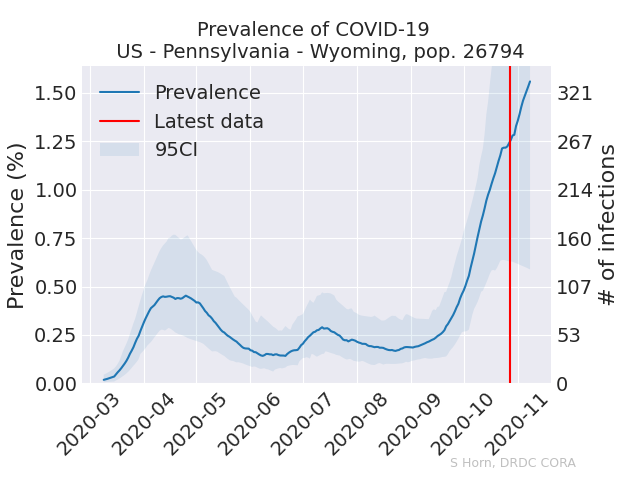 Prevalence of COVID-19
US - Pennsylvania - Wyoming, pop. 26794
Prevalence
Latest data
95CI
Prevalence (%)
1.50
1.25
1.00
0.75
0.50
0.25
0.00
321
267
214
160
107
53
0
# of infections
2020-03
2020-04
2020-05
2020-06
2020-07
2020-08
2020-09
2020-10
2020-11
S Horn, DRDC CORA